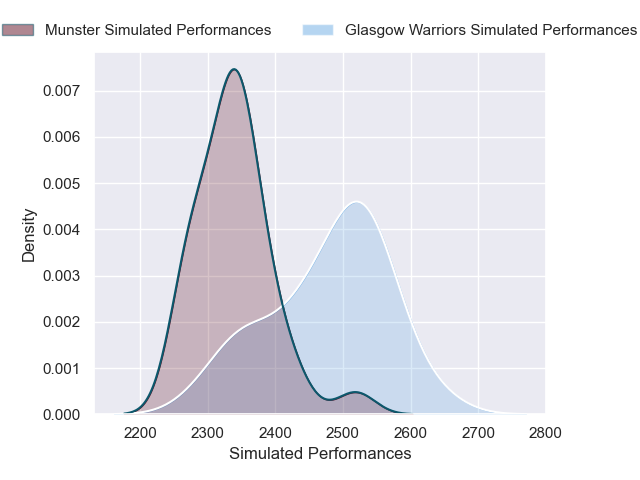 Munster Simulated Performances
Glasgow Warriors Simulated Performances
0.007
0.006
0.005
0.004
0.003
0.002
0.001
0.000
Density
2200 2300 2400 2500 2600 2700 2800
Simulated Performances